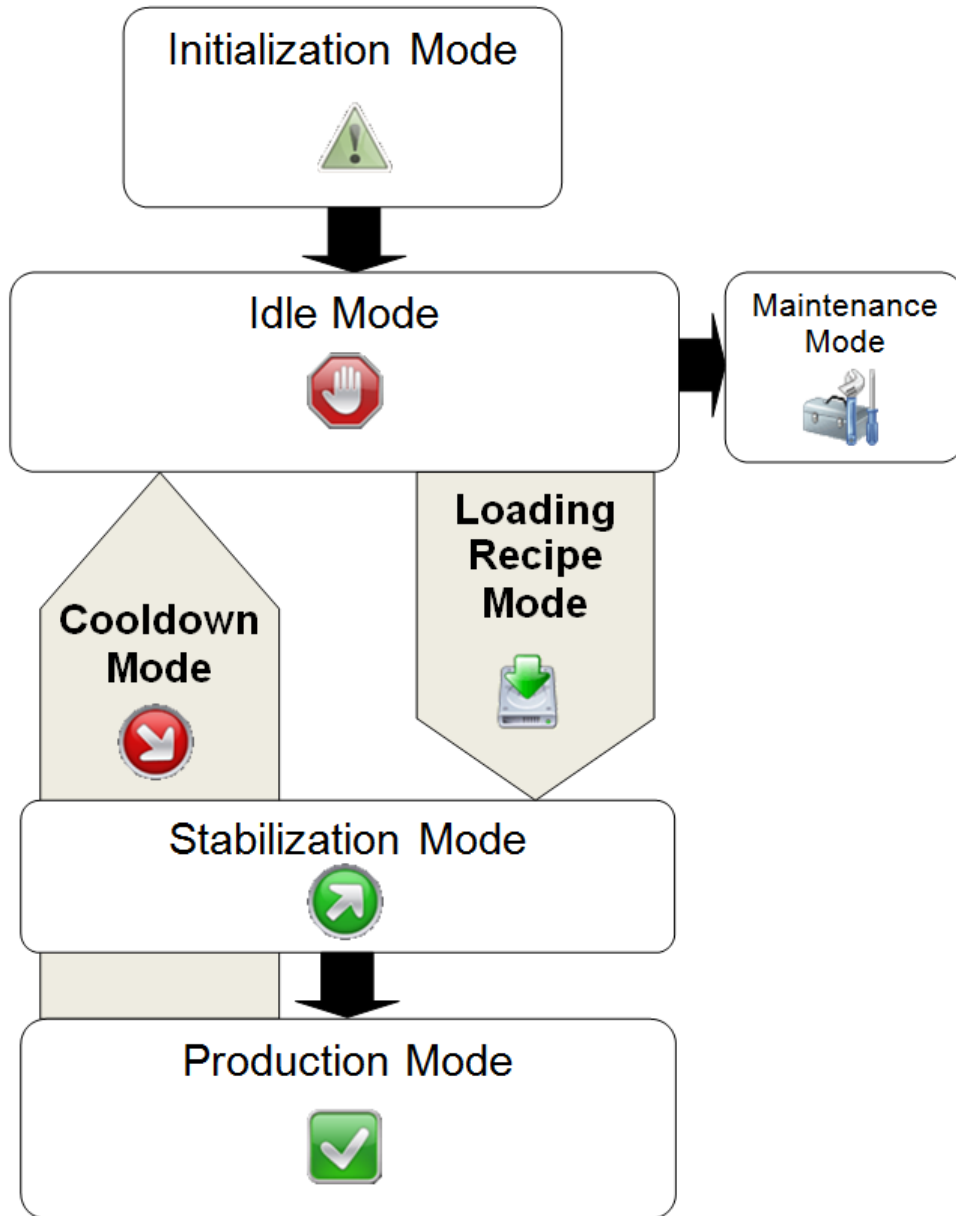 Initialization Mode
Idle Mode
Maintenance
Mode
Loading
Recipe
Mode
Cooldown
Mode
Stabilization Mode
Production Mode